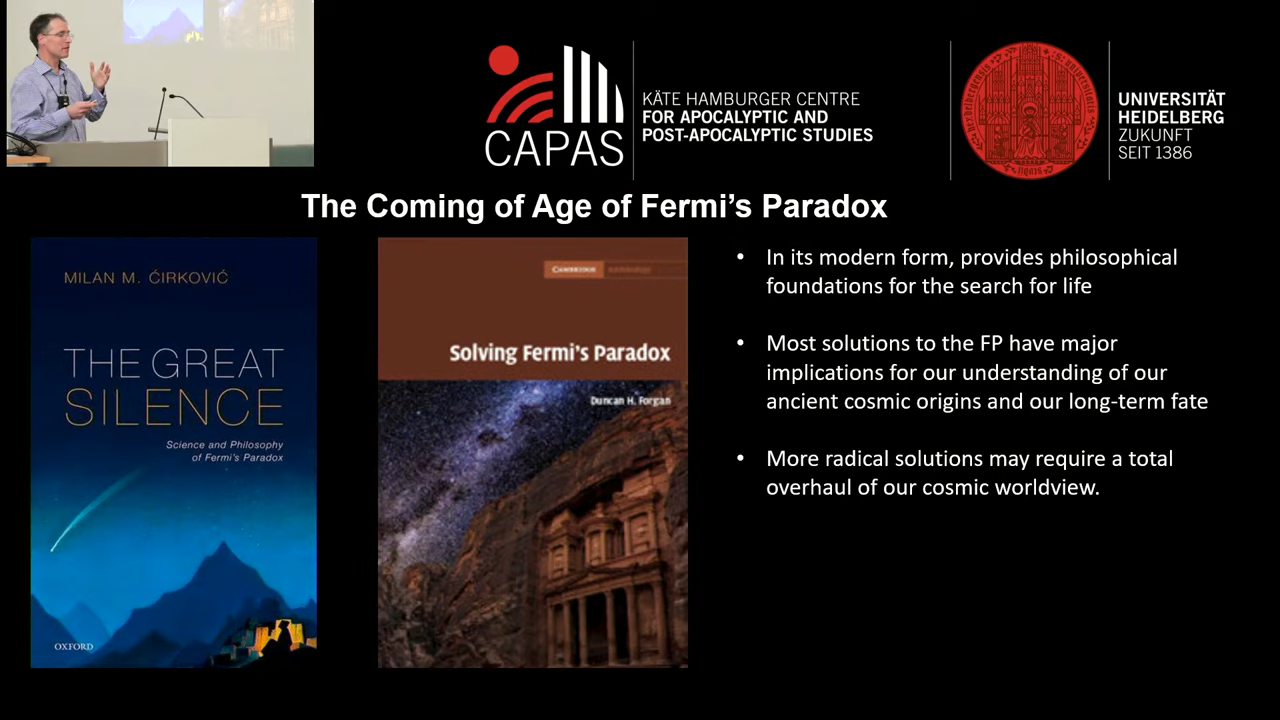 CAPAS
KÄTE HAMBURGER CENTRE
FOR APOCALYPTIC AND
POST-APOCALYPTIC STUDIES
UNIVERSITÄT
HEIDELBERG
ZUKUNFT
SEIT 1386
The Coming of Age of Fermi’s Paradox
MILAN M. ĆIRKOVIĆ
THE GREAT
SILENCE
Science and Philosophy
of Fermi’s Paradox
OXFORD
CAMBRIDGE
Solving Fermi’s Paradox
Duncan H. Forgan
• In its modern form, provides philosophical
foundations for the search for life
• Most solutions to the FP have major
implications for our understanding of our
ancient cosmic origins and our long-term fate
• More radical solutions may require a total
overhaul of our cosmic worldview.